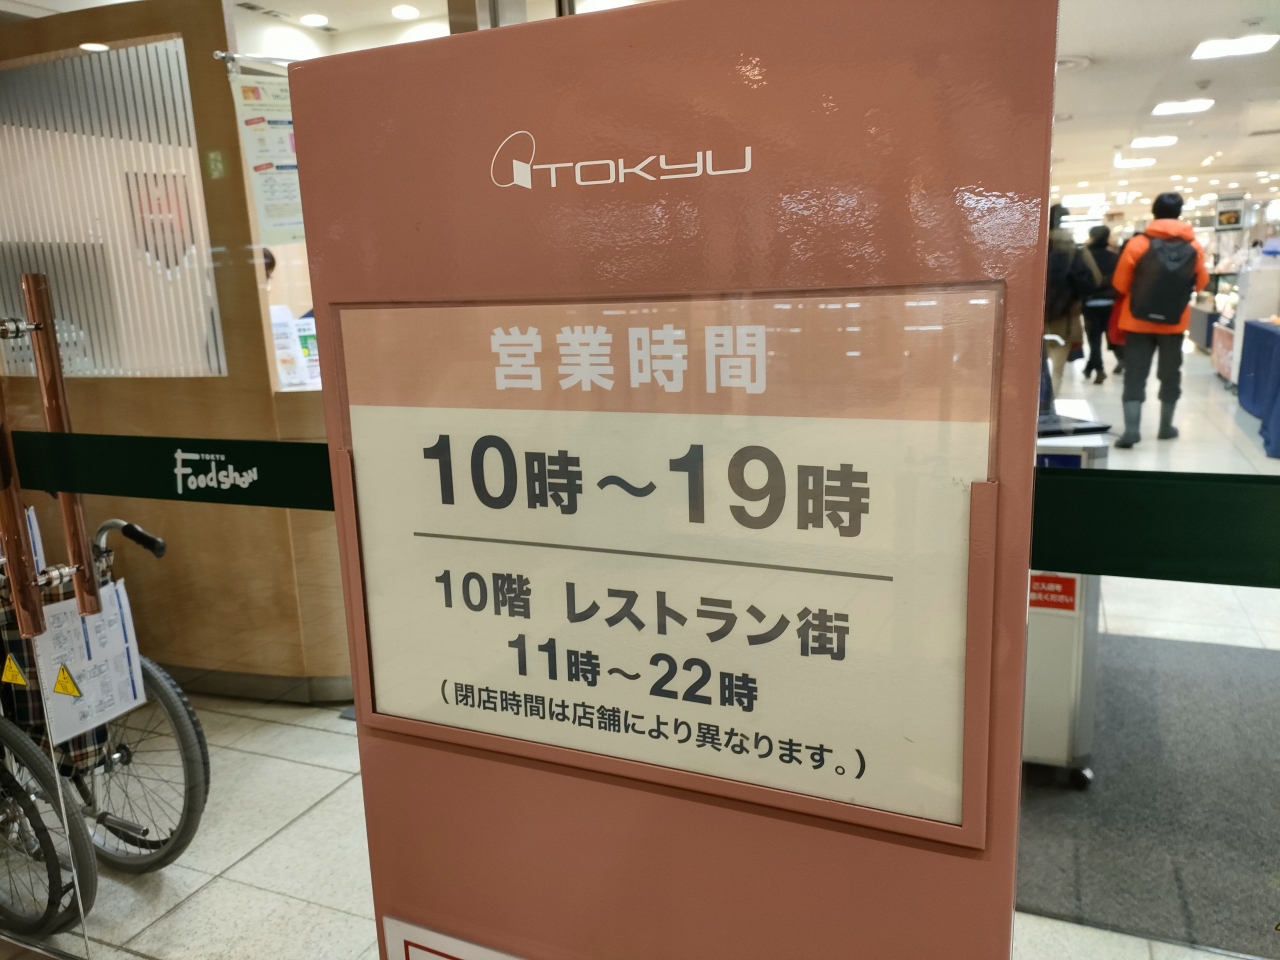 TOKYU
営業時間
10時～19時
10階 レストラン街
11時～22時
(閉店時間は店舗により異なります。)
TOKYU
Foodshow